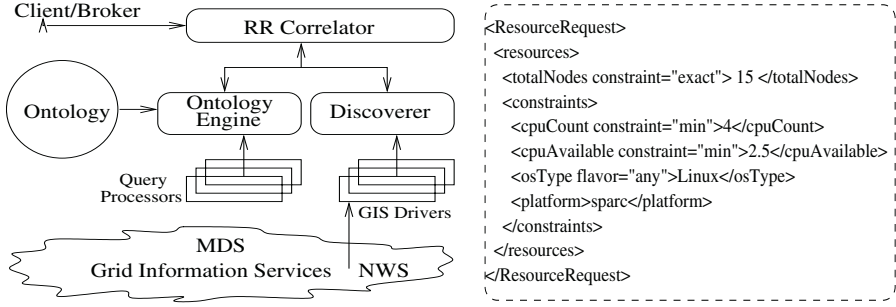 Client/Broker
RR Correlator
Ontology
Ontology
Engine
Discoverer
Query
Processors
GIS Drivers
MDS
Grid Information Services
NWS
<ResourceRequest>
<resources>
<totalNodes constraint="exact"> 15 </totalNodes>
<constraints>
<cpuCount constraint="min">4</cpuCount>
<cpuAvailable constraint="min">2.5</cpuAvailable>
<osType flavor="any">Linux</osType>
<platform>sparc</platform>
</constraints>
</resources>
</ResourceRequest>